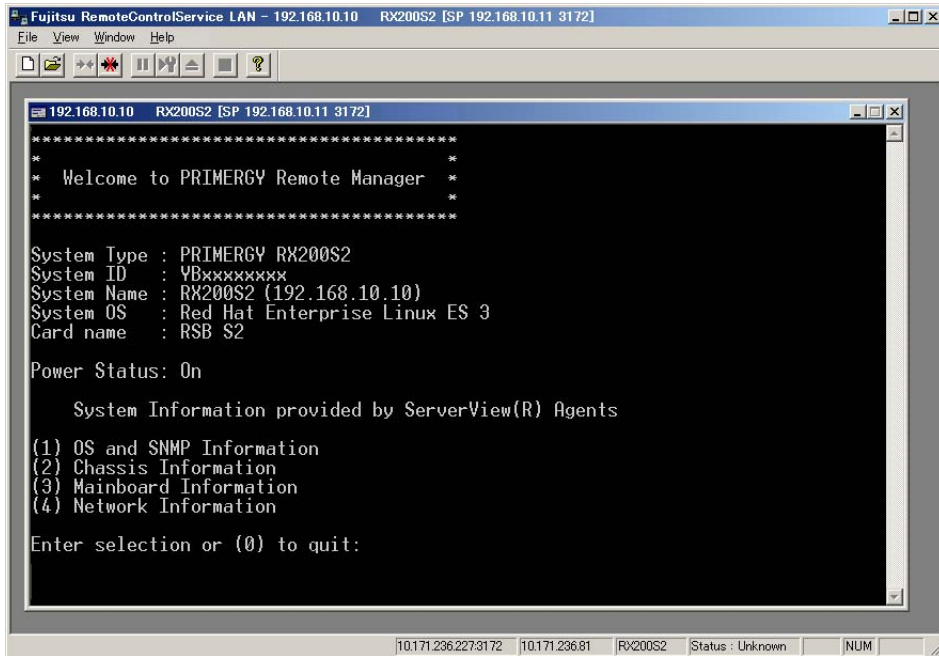 Fujitsu RemoteControlService LAN - 192.168.10.10 RX200S2 [SP 192.168.10.11 3172]
File View Window Help
192.168.10.10 RX200S2 [SP 192.168.10.11 3172]
****************************************
* *
* Welcome to PRIMERGY Remote Manager *
* *
****************************************
System Type : PRIMERGY RX200S2
System ID : YBxxxxxxxx
System Name : RX200S2 (192.168.10.10)
System OS : Red Hat Enterprise Linux ES 3
Card name : RSB S2
Power Status: On
System Information provided by ServerView(R) Agents
(1) OS and SNMP Information
(2) Chassis Information
(3) Mainboard Information
(4) Network Information
Enter selection or (0) to quit:
10.171.236.227:3172 10.171.236.81 RX200S2 Status : Unknown NUM